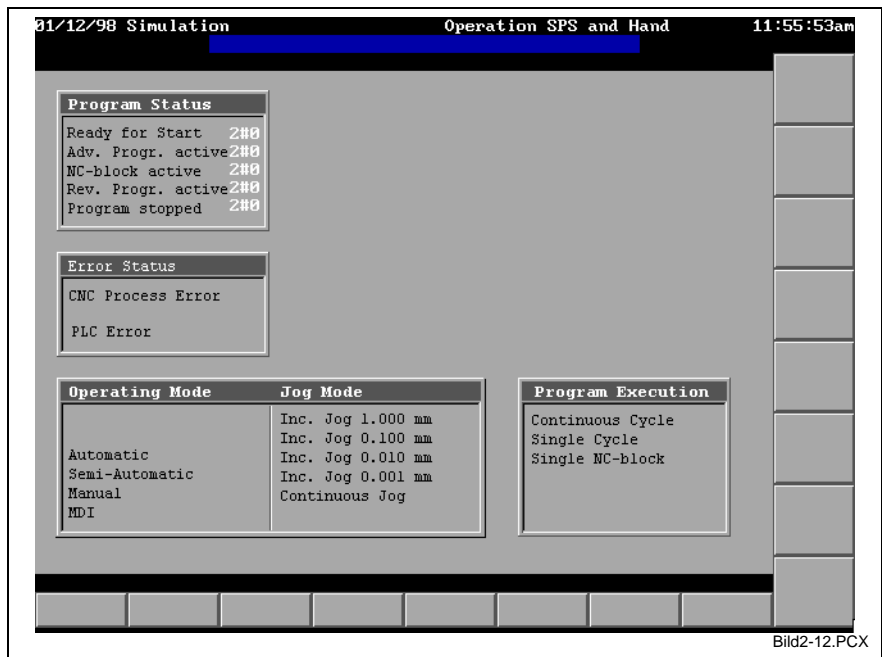 01/12/98 Simulation Operation SPS and Hand 11:55:53am
Program Status
Ready for Start 2#0
Adv. Progr. active2#0
NC-block active 2#0
Rev. Progr. active2#0
Program stopped 2#0
Error Status
CNC Process Error
PLC Error
Operating Mode Jog Mode
Automatic
Semi-Automatic
Manual
MDI
Inc. Jog 1.000 mm
Inc. Jog 0.100 mm
Inc. Jog 0.010 mm
Inc. Jog 0.001 mm
Continuous Jog
Program Execution
Continuous Cycle
Single Cycle
Single NC-block
Bild2-12.PCX